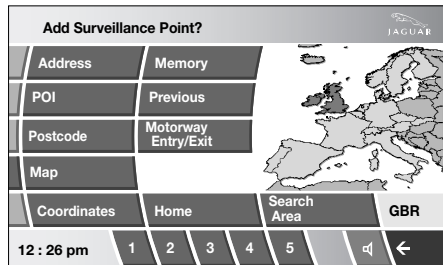 Add Surveillance Point?
JAGUAR
Address
Memory
POI
Previous
Postcode
Motorway
Entry/Exit
Map
Coordinates
Home
Search
Area
GBR
12 : 26 pm
1
2
3
4
5